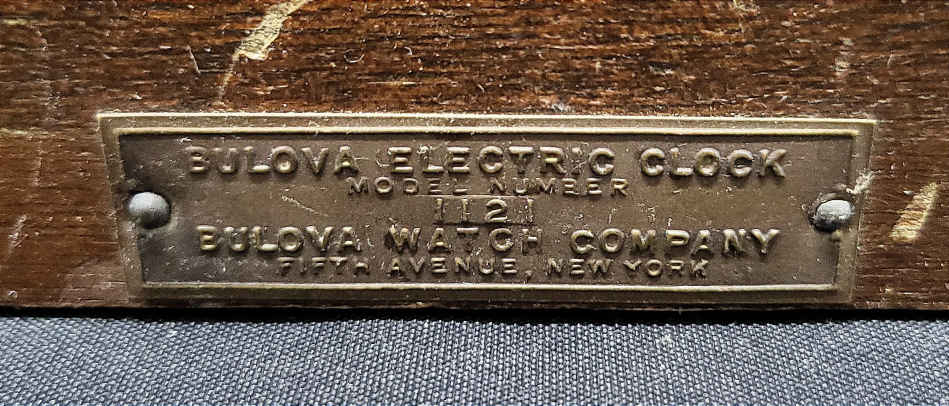 BULOVA ELECTRIC CLOCK
MODEL NUMBER
1121
BULOVA WATCH COMPANY
FIFTH AVENUE, NEW YORK